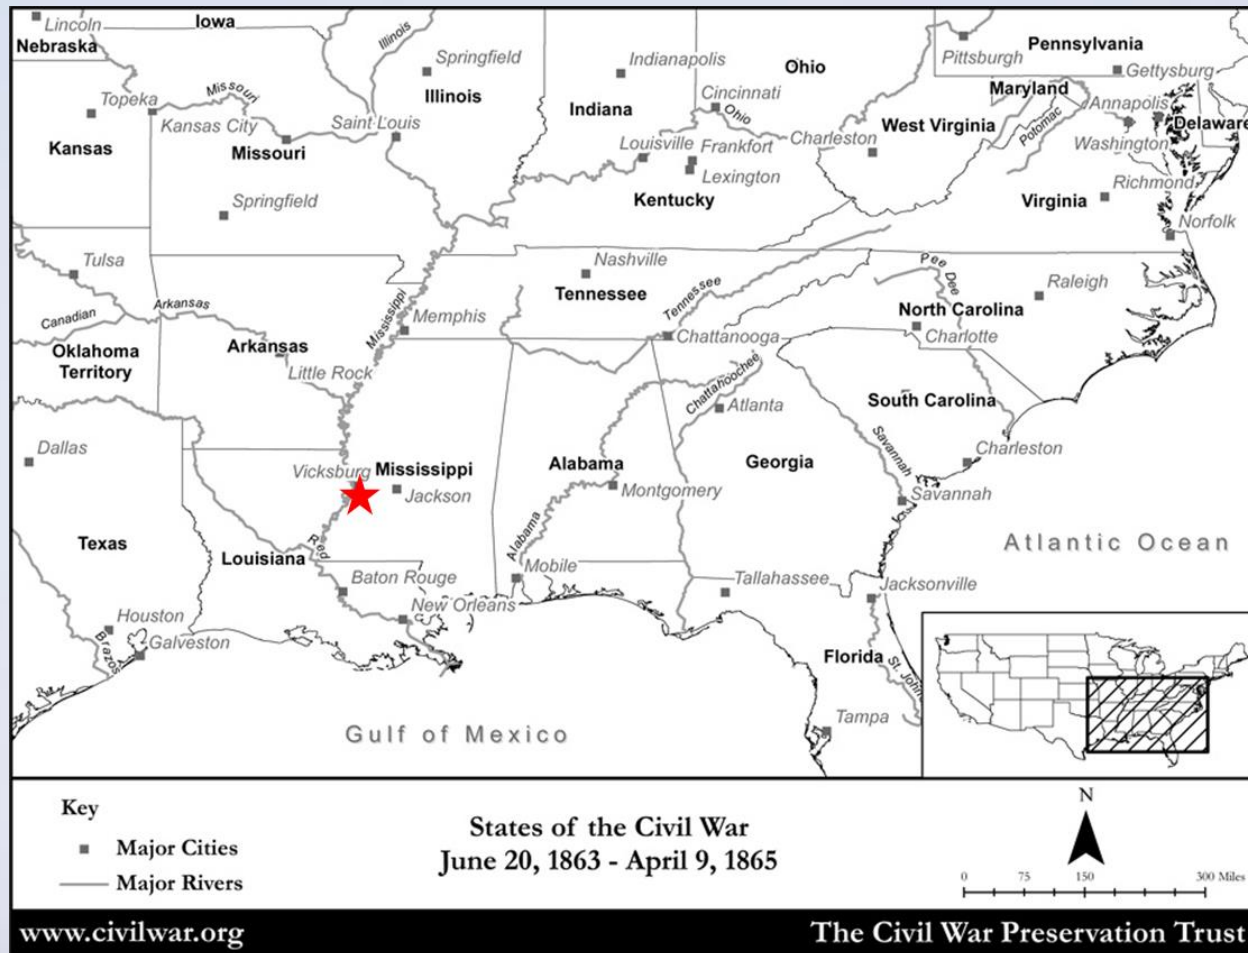 Lincoln
Iowa
Nebraska
Illinois
Springfield
Illinois
Indianapolis
Indiana
Ohio
Pittsburgh
Pennsylvania
Gettysburg
Maryland
Annapolis
Delaware
Washington
Potomac
Topeka
Missouri
Kansas City
Saint Louis
Kansas
Missouri
Cincinnati
Ohio
Charleston
West Virginia
Louisville
Frankfort
Lexington
Kentucky
Springfield
Richmond
Virginia
Norfolk
Tulsa
Canadian
Arkansas
Oklahoma
Territory
Arkansas
Little Rock
Mississippi
Memphis
Nashville
Tennessee
Tennessee
Chattanooga
Pee Dee
North Carolina
Raleigh
Charlotte
Chattahoochee
Atlanta
South Carolina
Charleston
Dallas
Vicksburg
Mississippi
Jackson
Alabama
Montgomery
Georgia
Savannah
Savannah
Texas
Red
Louisiana
Alabama
Mobile
Atlantic Ocean
Baton Rouge
New Orleans
Tallahassee
Jacksonville
Houston
Brazos
Galveston
Florida
Tampa
Gulf of Mexico
Key
Major Cities
Major Rivers
States of the Civil War
June 20, 1863 - April 9, 1865
N
0 75 150 300 Miles
www.civilwar.org
The Civil War Preservation Trust